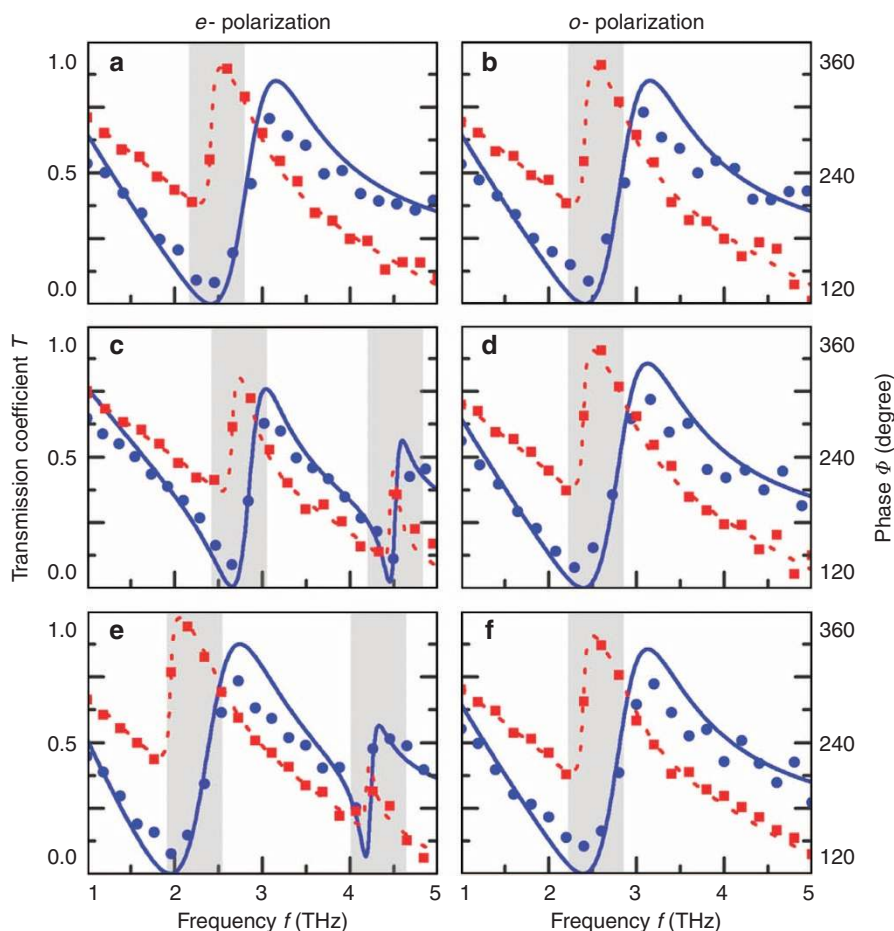 e- polarization
o- polarization
a
b
1.0
0.5
0.0
360
240
120
c
d
1.0
0.5
0.0
360
240
120
e
f
1.0
0.5
0.0
360
240
120
Transmission coefficient T
Phase Φ (degree)
1 2 3 4 5
1 2 3 4 5
Frequency f (THz)
Frequency f (THz)